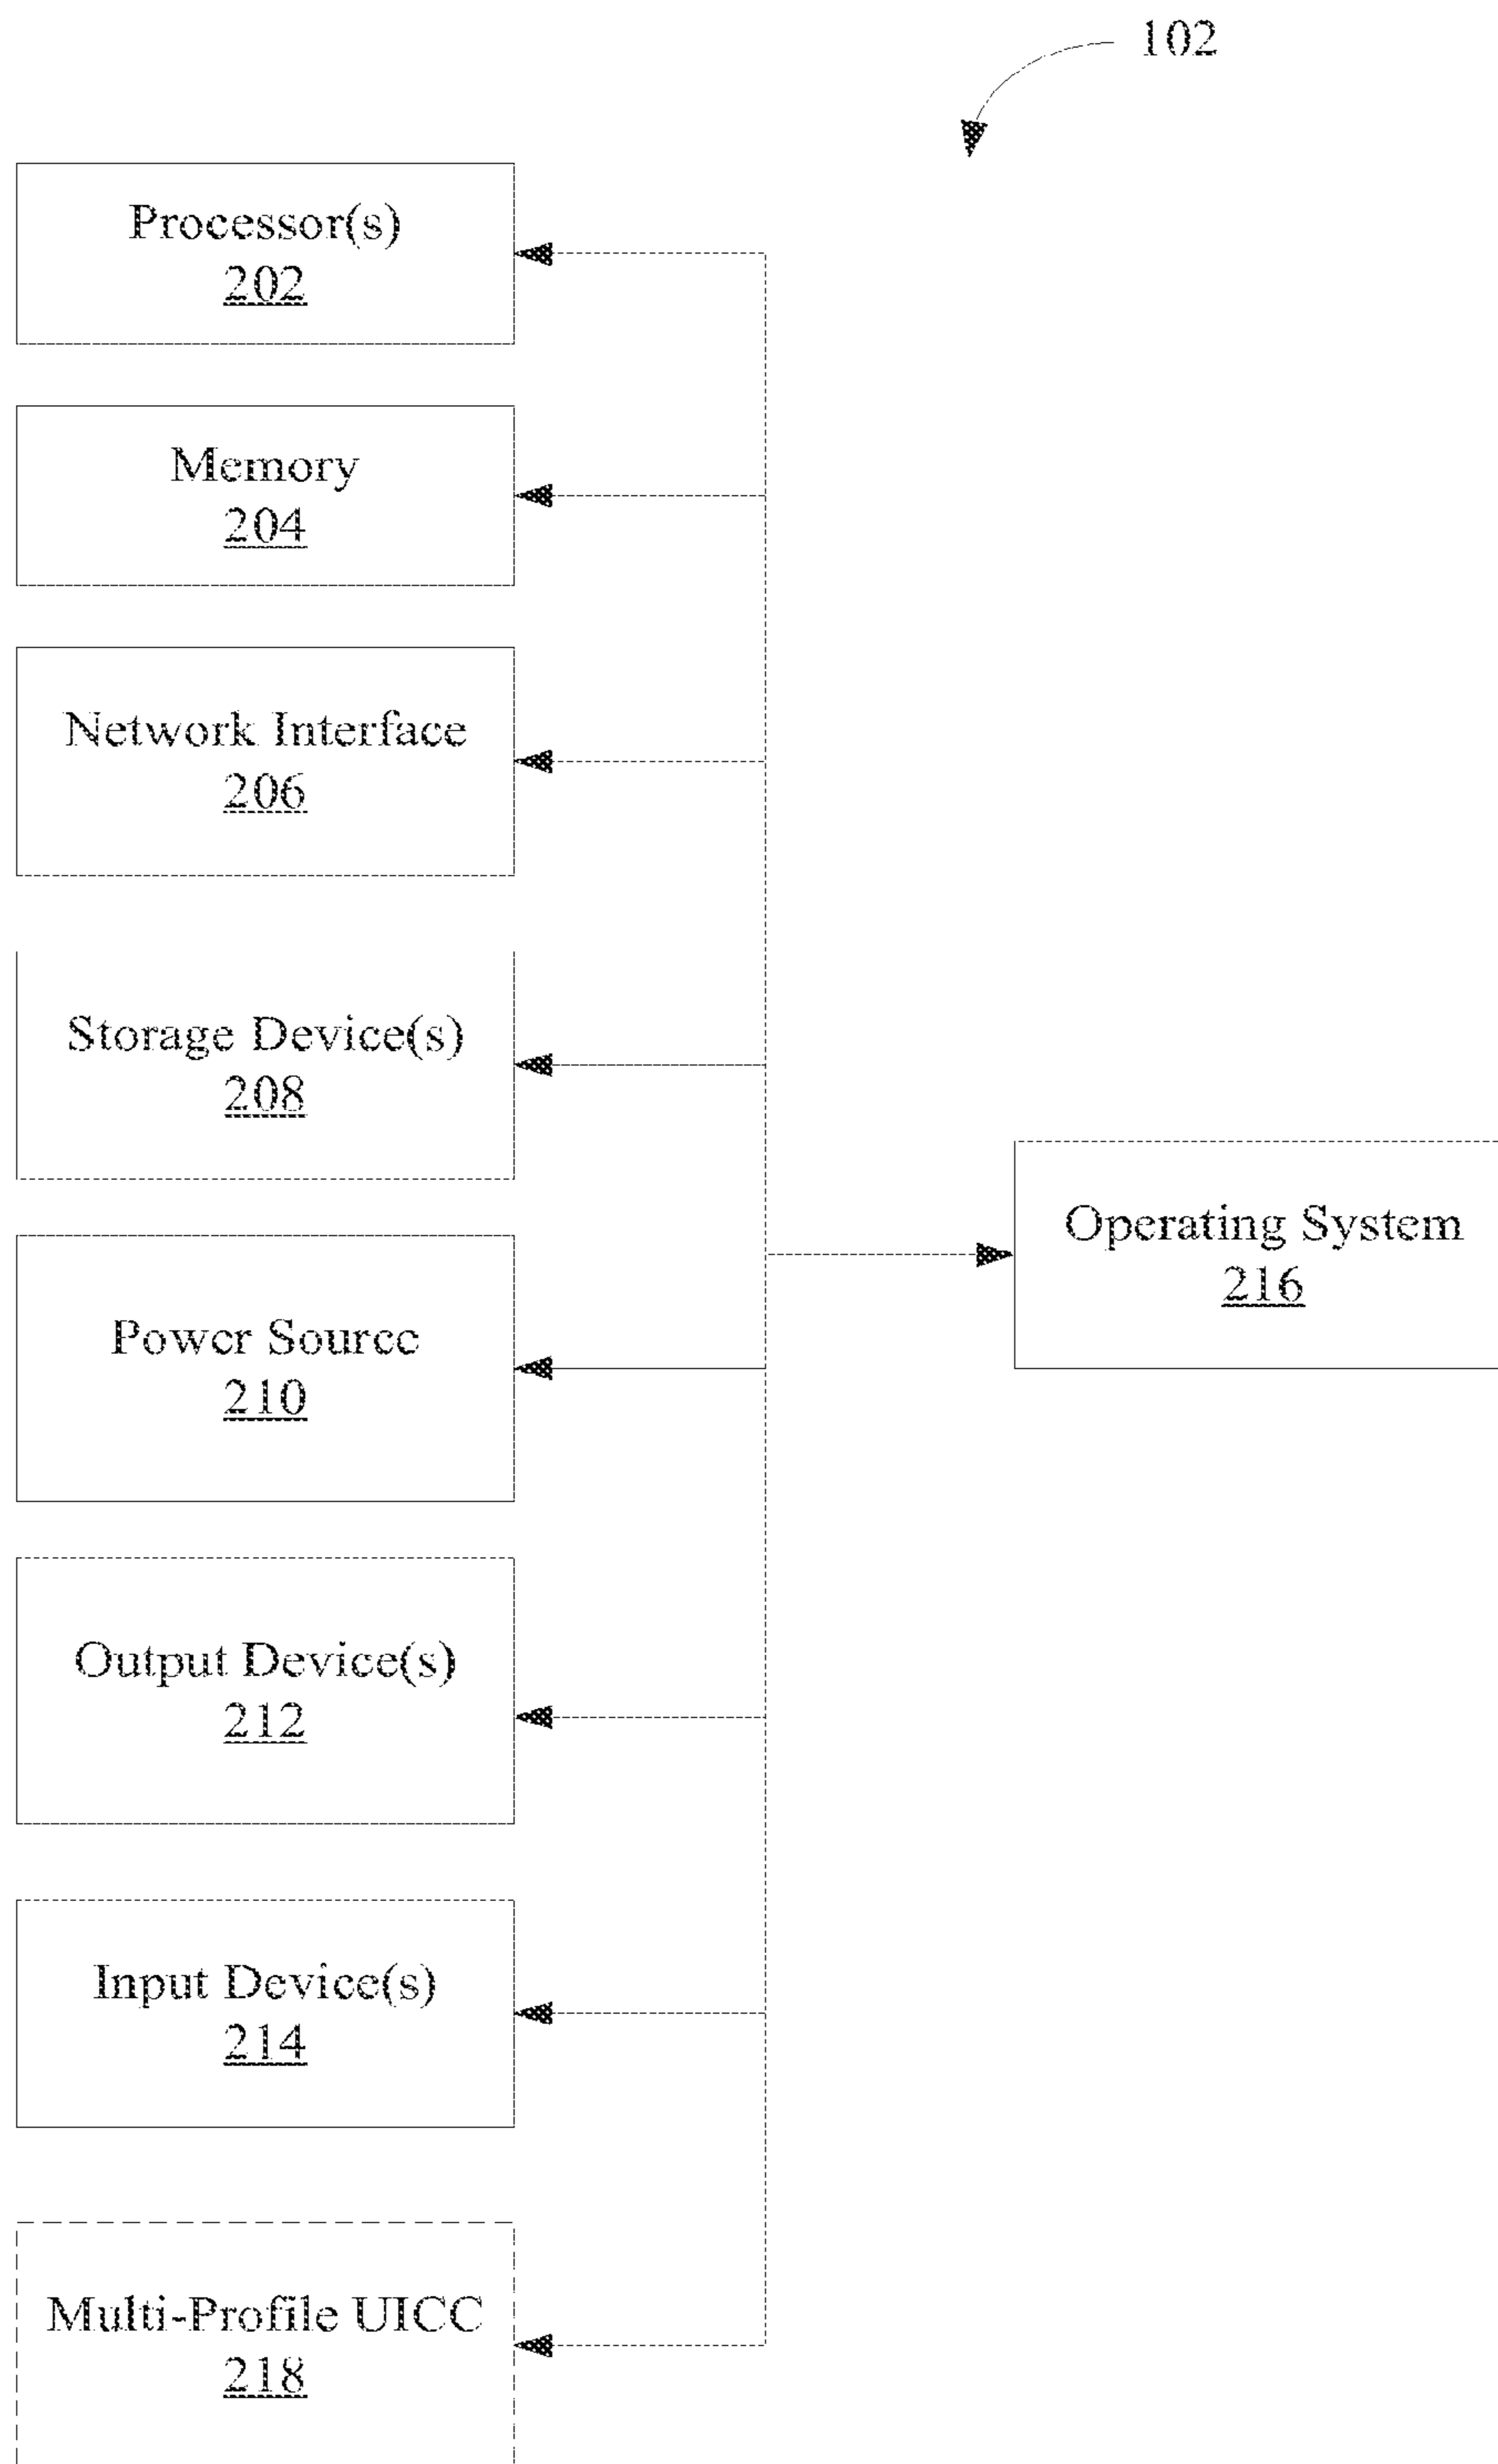 102
Processor(s)
202
Memory
204
Network Interface
206
Storage Device(s)
208
Operating System
216
Power Source
210
Output Device(s)
212
Input Device(s)
214
Multi-Profile UICC
218